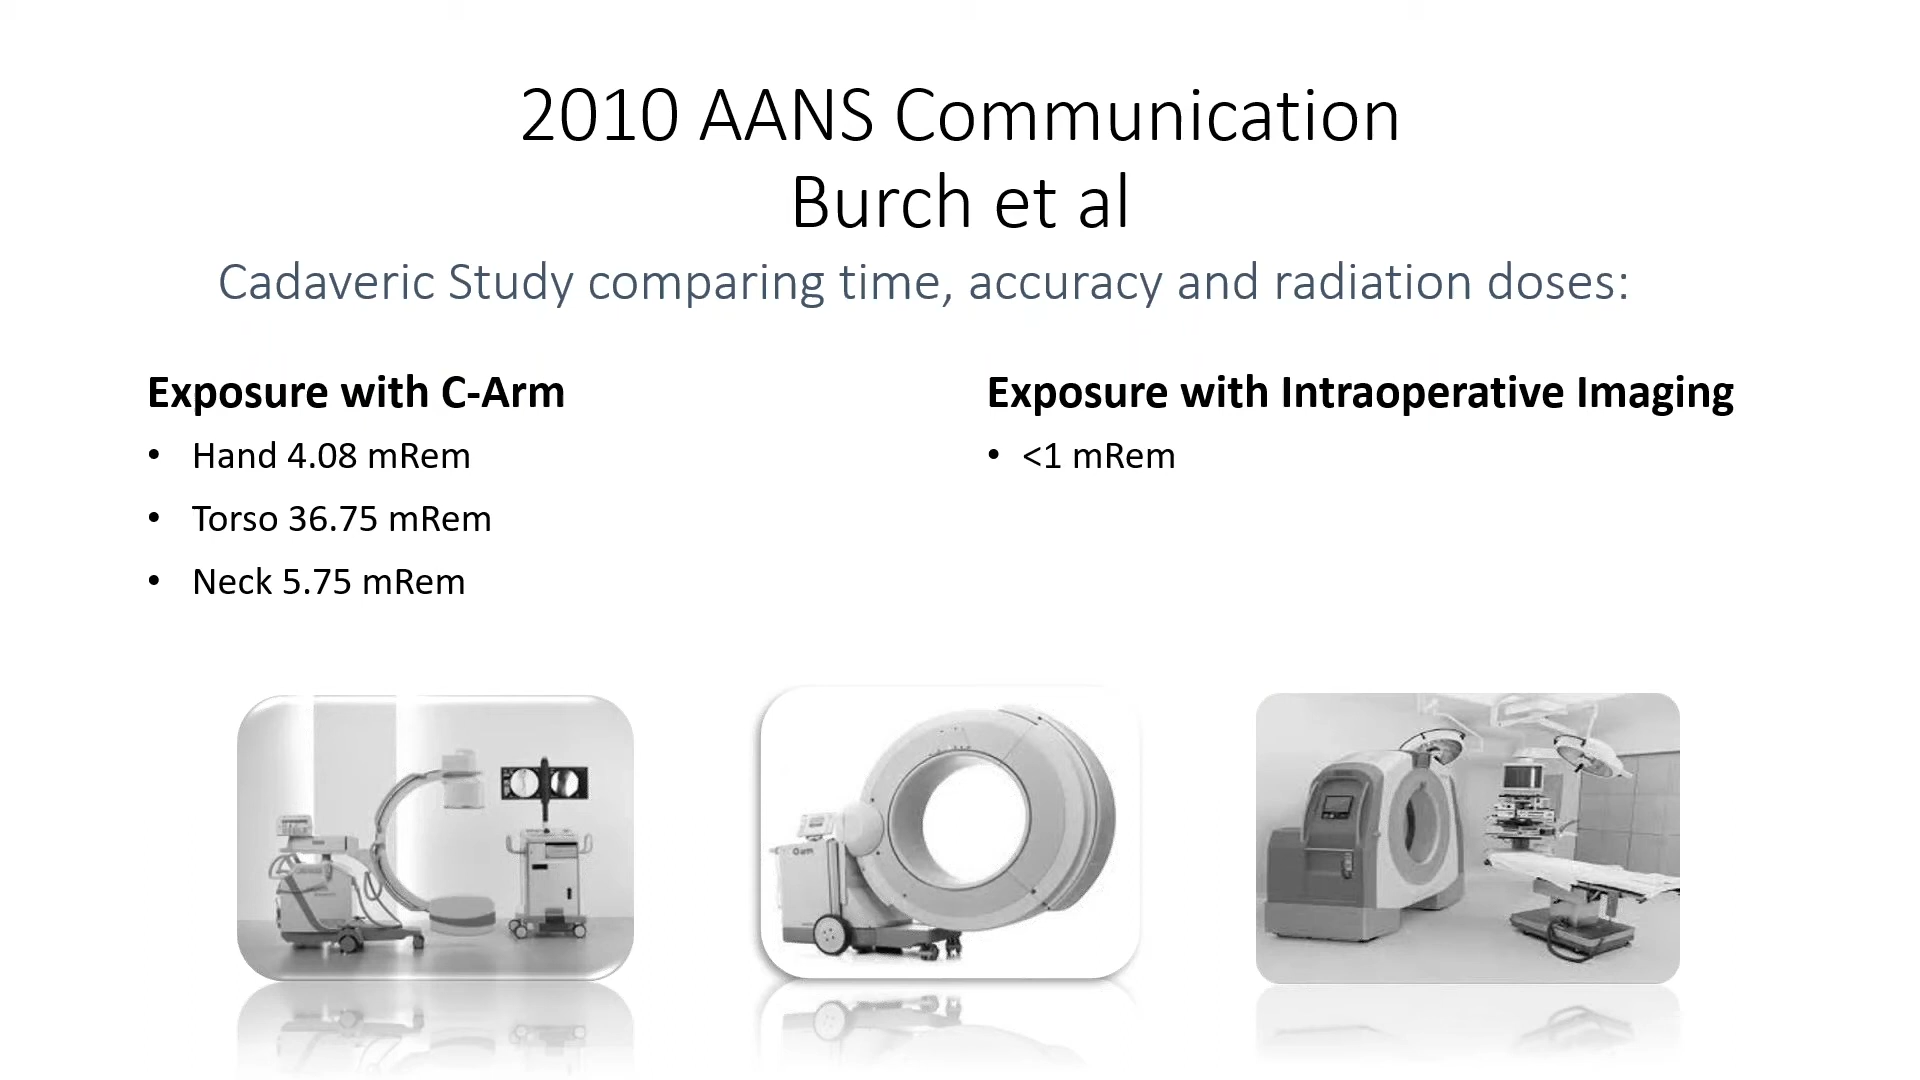 2010 AANS Communication
Burch et al
Cadaveric Study comparing time, accuracy and radiation doses:
Exposure with C-Arm
• Hand 4.08 mRem
• Torso 36.75 mRem
• Neck 5.75 mRem
Exposure with Intraoperative Imaging
• <1 mRem